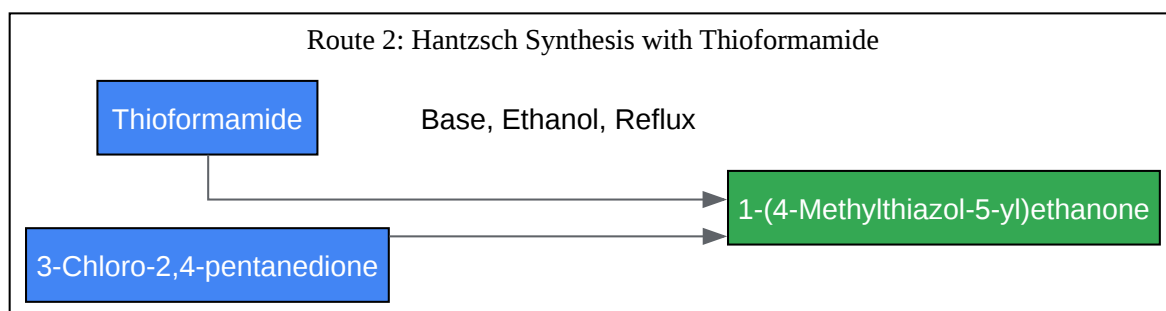 Route 2: Hantzsch Synthesis with Thioformamide
Thioformamide
Base, Ethanol, Reflux
1-(4-Methylthiazol-5-yl)ethanone
3-Chloro-2,4-pentanedione